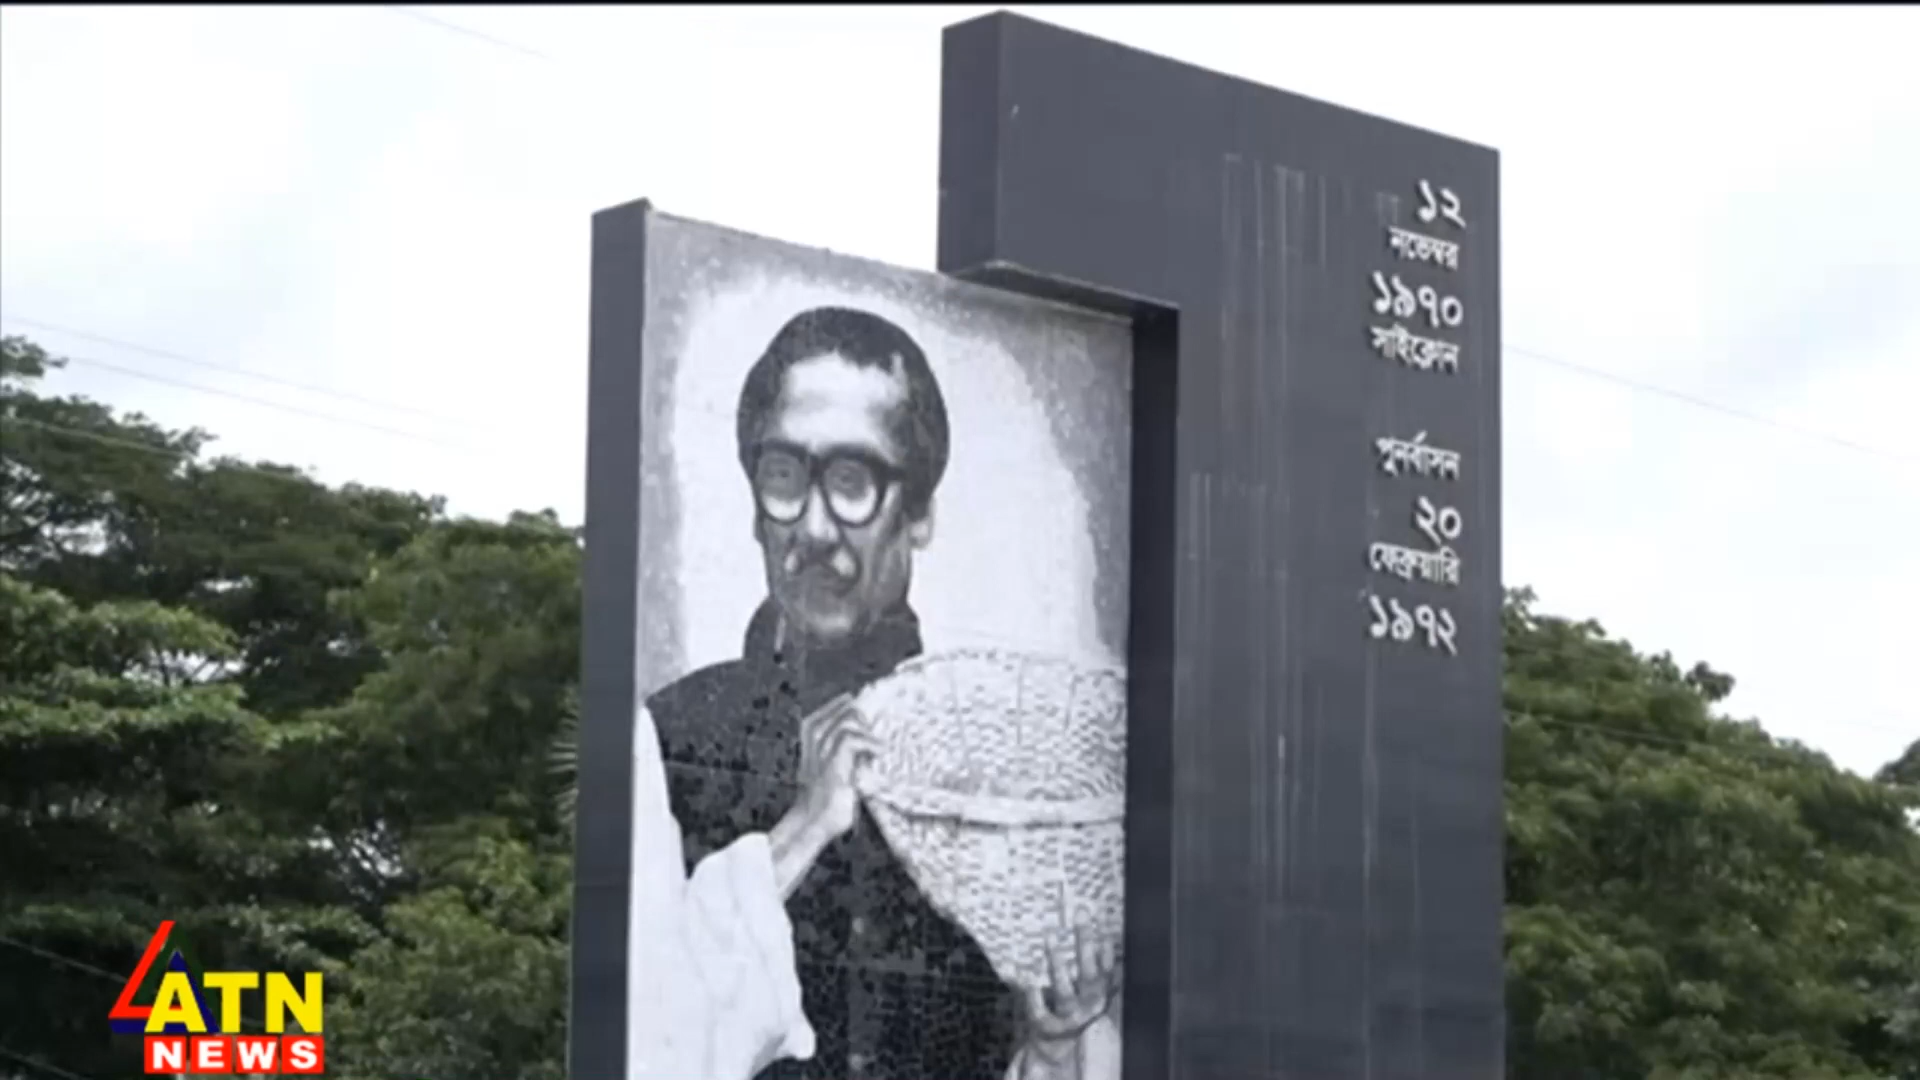 ১২
নভেম্বর
১৯৭০
সাইক্লোন
পুনর্বাসন
২০
ফেব্রুয়ারি
১৯৭২
ATN
NEWS